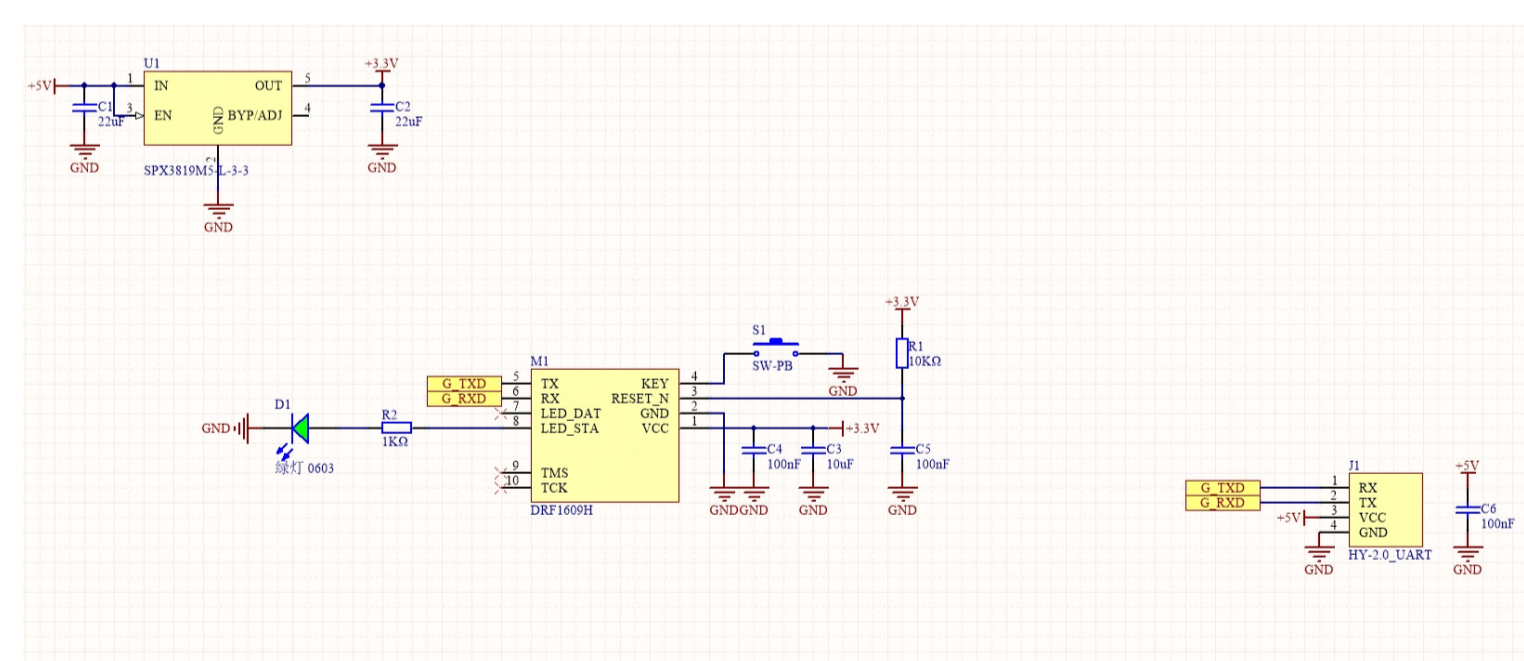 U1
+5V
1
IN
OUT
5
+3.3V
C1
22uF
3
EN
GND
BYP/ADJ
4
C2
22uF
2
GND
SPX3819M5-L-3-3
GND
GND
+3.3V
S1
SW-PB
GND
R1
10KΩ
M1
G_TXD
5
TX
KEY
4
G_RXD
6
RX
RESET_N
3
7
LED_DAT
GND
2
8
LED_STA
VCC
1
+3.3V
D1
GND
绿灯 0603
R2
1KΩ
C4
100nF
C3
10uF
C5
100nF
9
TMS
10
TCK
DRF1609H
GND
GND
GND
GND
J1
+5V
G_TXD
1
RX
G_RXD
2
TX
+5V
3
VCC
4
GND
C6
100nF
HY-2.0_UART
GND
GND